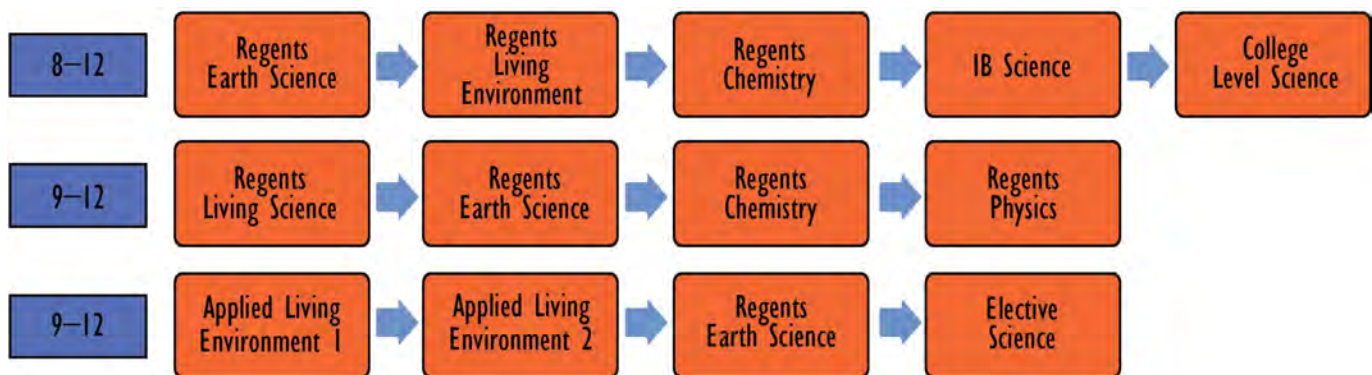 8–12
Regents
Earth Science
Regents
Living
Environment
Regents
Chemistry
IB Science
College
Level Science
9–12
Regents
Living Science
Regents
Earth Science
Regents
Chemistry
Regents
Physics
9–12
Applied Living
Environment 1
Applied Living
Environment 2
Regents
Earth Science
Elective
Science